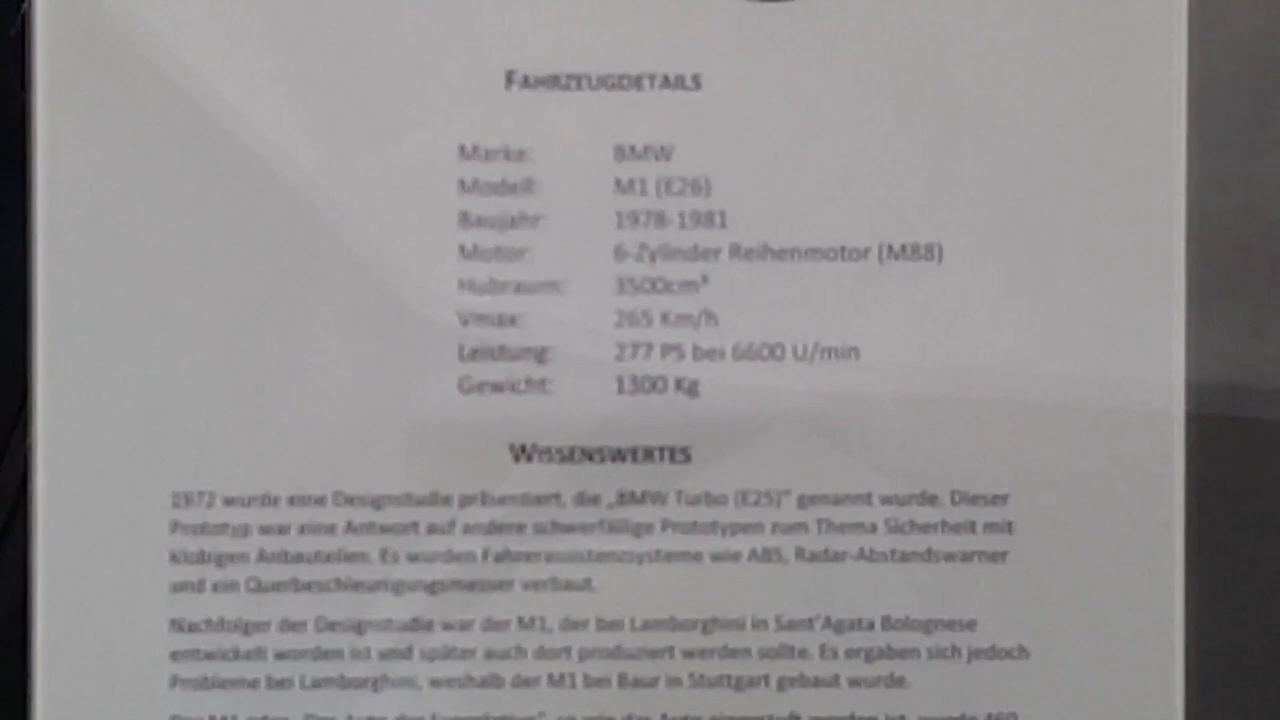 FAHRZEUGDETAILS
Marke: BMW
Modell: M1 (E26)
Baujahr: 1978-1981
Motor: 6-Zylinder Reihenmotor (M88)
Hubraum: 3500cm³
Vmax: 265 Km/h
Leistung: 277 PS bei 6600 U/min
Gewicht: 1300 Kg
WISSENSWERTES
1972 wurde eine Designstudie präsentiert, die „BMW Turbo (E25)“ genannt wurde. Dieser
Prototyp war eine Antwort auf andere schwerfällige Prototypen zum Thema Sicherheit mit
klobigen Anbauteilen. Es wurden Fahrerassistenzsysteme wie ABS, Radar-Abstandswarner
und ein Querbeschleunigungsmesser verbaut.
Nachfolger der Designstudie war der M1, der bei Lamborghini in Sant'Agata Bolognese
entwickelt worden ist und später auch dort produziert werden sollte. Es ergaben sich jedoch
Probleme bei Lamborghini, weshalb der M1 bei Baur in Stuttgart gebaut wurde.